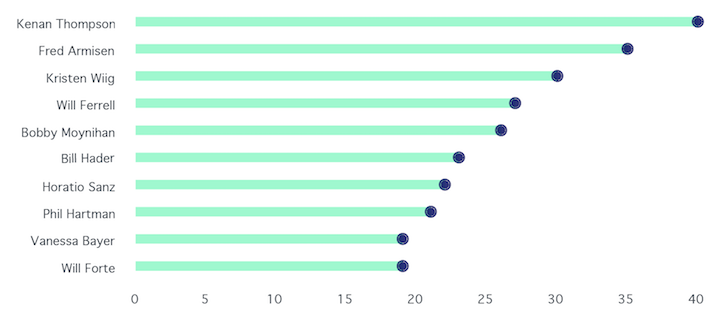 Kenan Thompson
Fred Armisen
Kristen Wiig
Will Ferrell
Bobby Moynihan
Bill Hader
Horatio Sanz
Phil Hartman
Vanessa Bayer
Will Forte
0 5 10 15 20 25 30 35 40